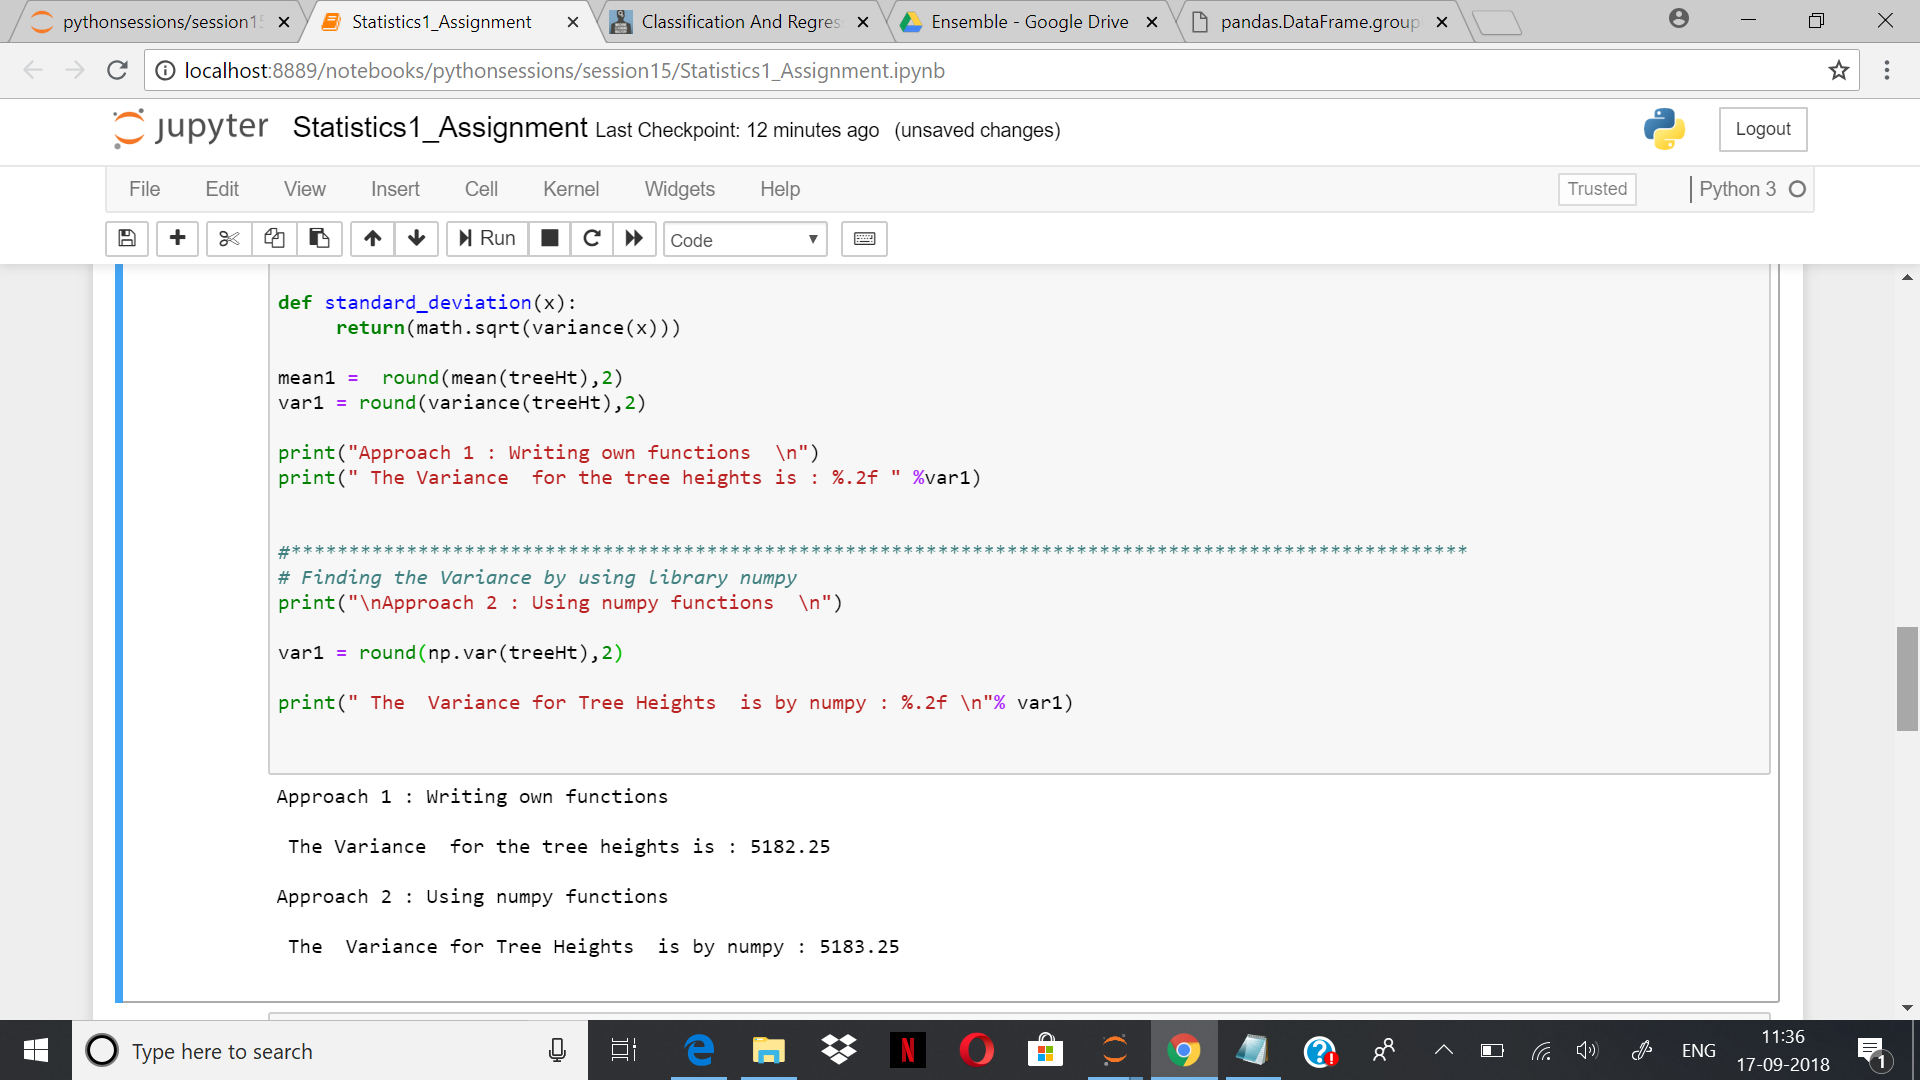 pythonsessions/session15
Statistics1_Assignment
Classification And Regres
Ensemble - Google Drive
pandas.DataFrame.group
localhost:8889/notebooks/pythonsessions/session15/Statistics1_Assignment.ipynb
jupyter Statistics1_Assignment Last Checkpoint: 12 minutes ago (unsaved changes)
Logout
File Edit View Insert Cell Kernel Widgets Help
Trusted
Python 3
Run
Code
def standard_deviation(x):
     return(math.sqrt(variance(x)))
mean1 =  round(mean(treeHt),2)
var1 = round(variance(treeHt),2)
print("Approach 1 : Writing own functions  \n")
print(" The Variance  for the tree heights is : %.2f " %var1)
#******************************************************************************************************
# Finding the Variance by using library numpy
print("\nApproach 2 : Using numpy functions  \n")
var1 = round(np.var(treeHt),2)
print(" The  Variance for Tree Heights  is by numpy : %.2f \n"% var1)
Approach 1 : Writing own functions
 The Variance  for the tree heights is : 5182.25
Approach 2 : Using numpy functions
 The  Variance for Tree Heights  is by numpy : 5183.25
Type here to search
ENG
11:36
17-09-2018
1